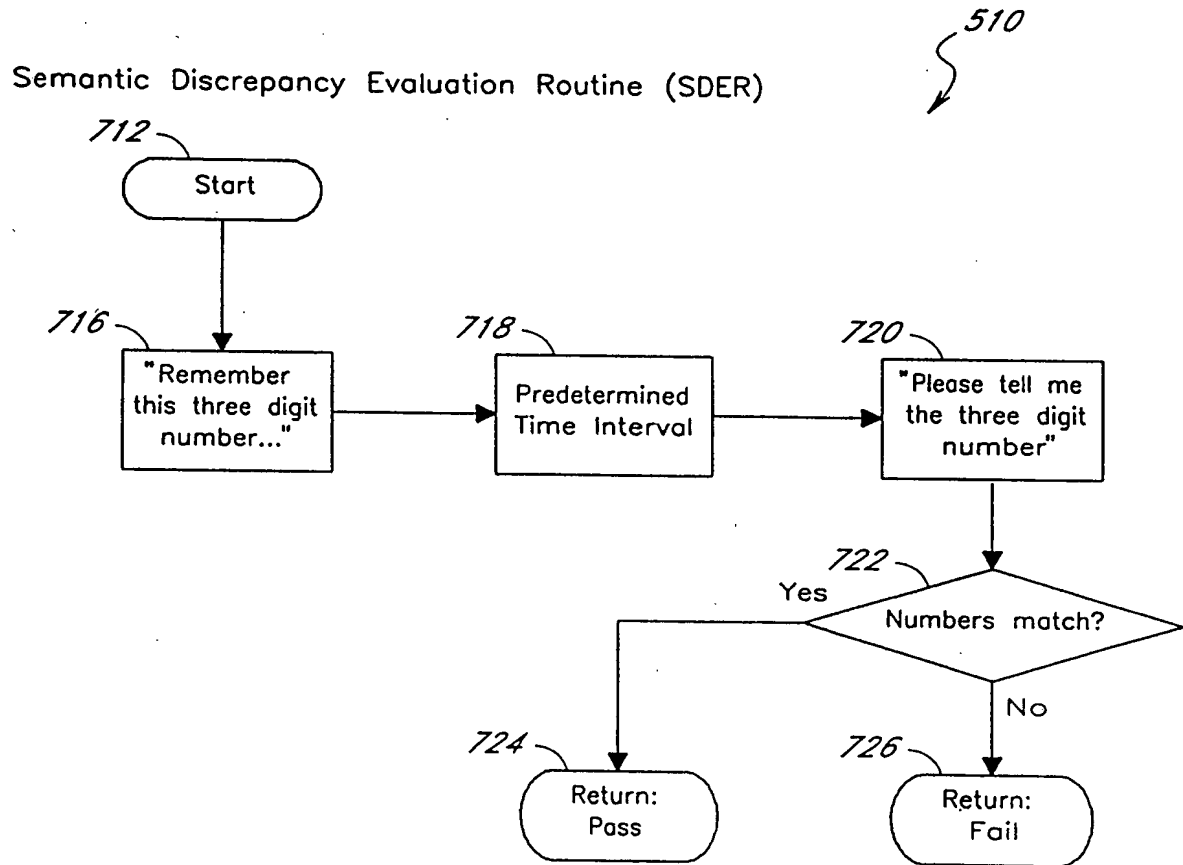 510
Semantic Discrepancy Evaluation Routine (SDER)
712
Start
716
"Remember
this three digit
number..."
718
Predetermined
Time Interval
720
"Please tell me
the three digit
number"
722
Yes
Numbers match?
No
724
Return:
Pass
726
Return:
Fail